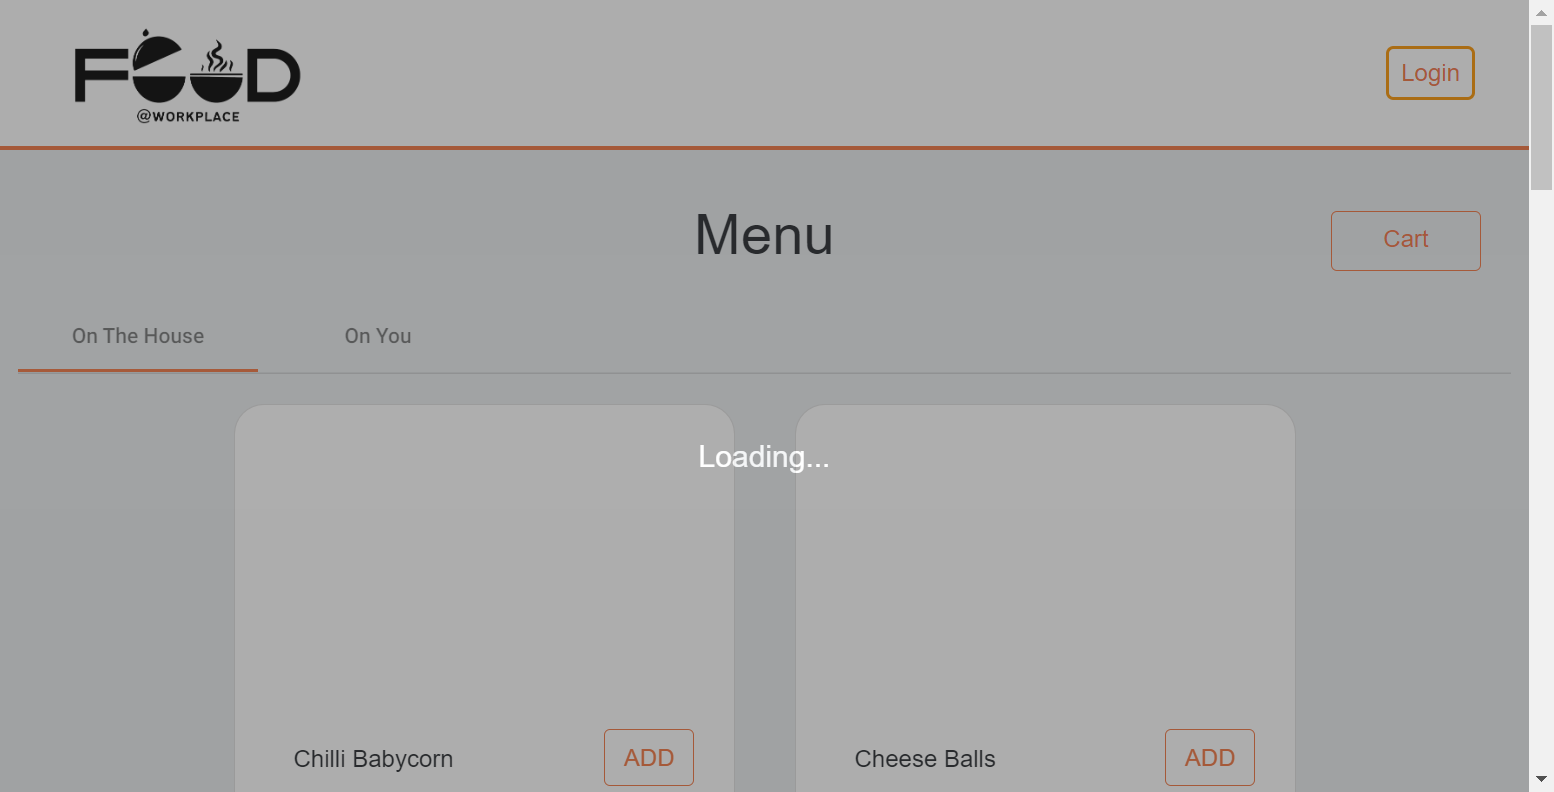 FOOD
@WORKPLACE
Login
Menu
Cart
On The House
On You
Loading...
Chilli Babycorn
ADD
Cheese Balls
ADD